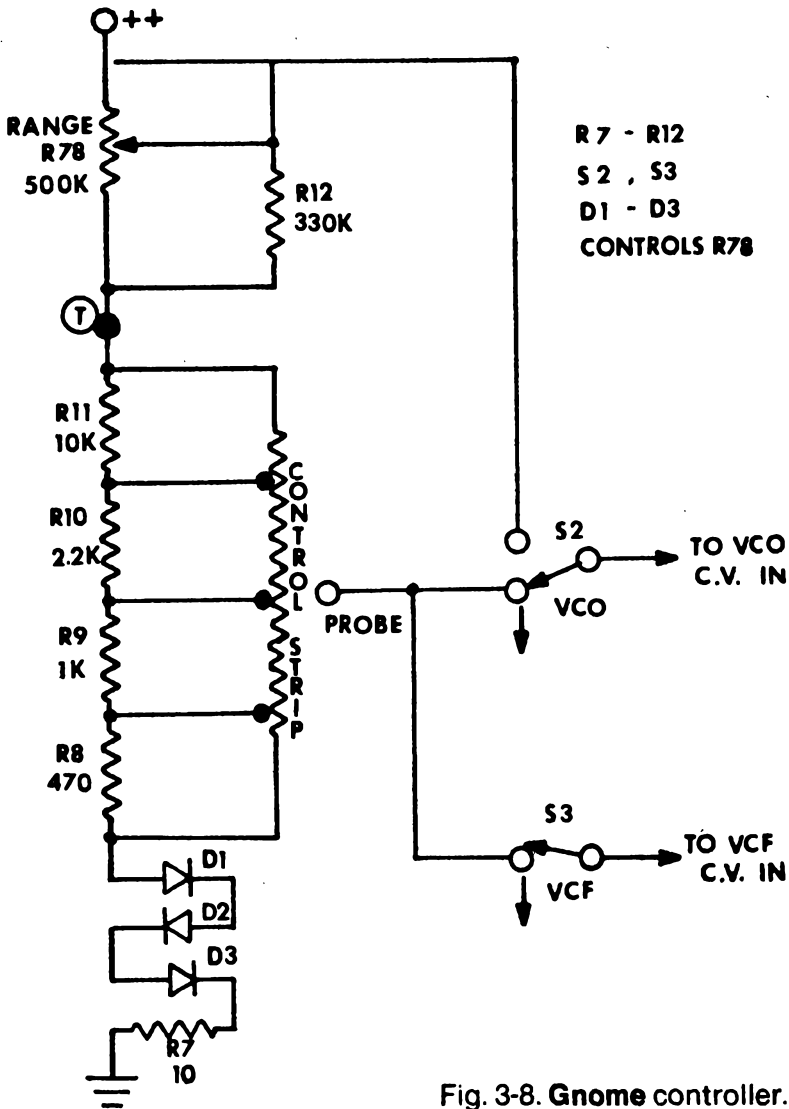 ++
RANGE
R78
500K
R12
330K
R7 - R12
S2 , S3
D1 - D3
CONTROLS R78
T
R11
10K
R10
2.2K
R9
1K
R8
470
CONTROL STRIP
PROBE
S2
VCO
TO VCO
C.V. IN
S3
VCF
TO VCF
C.V. IN
D1
D2
D3
R7
10
Fig. 3-8. Gnome controller.